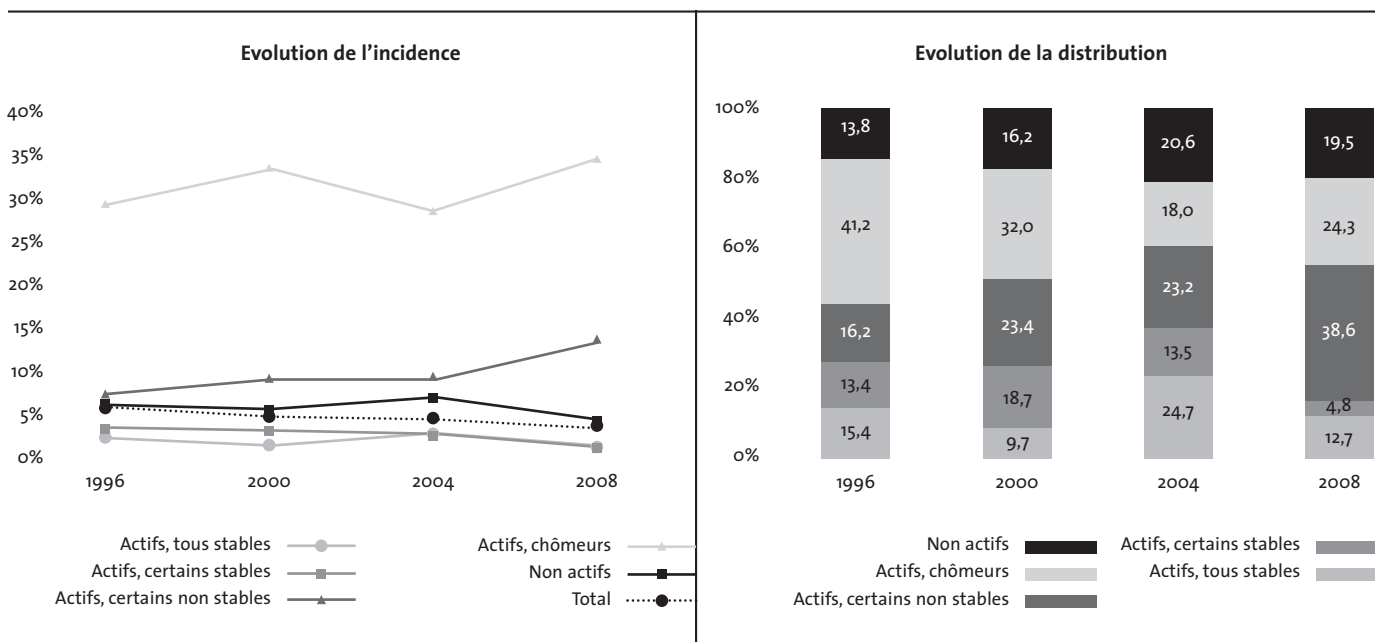 Evolution de l'incidence
40%
35%
30%
25%
20%
15%
10%
5%
0%
1996 2000 2004 2008
Actifs, tous stables
Actifs, certains stables
Actifs, certains non stables
Actifs, chômeurs
Non actifs
Total
Evolution de la distribution
100%
80%
60%
40%
20%
0%
13,8 16,2 20,6 19,5
41,2 32,0 18,0 24,3
16,2 23,4 23,2 38,6
13,4 18,7 13,5 4,8
15,4 9,7 24,7 12,7
1996 2000 2004 2008
Non actifs
Actifs, chômeurs
Actifs, certains non stables
Actifs, certains stables
Actifs, tous stables